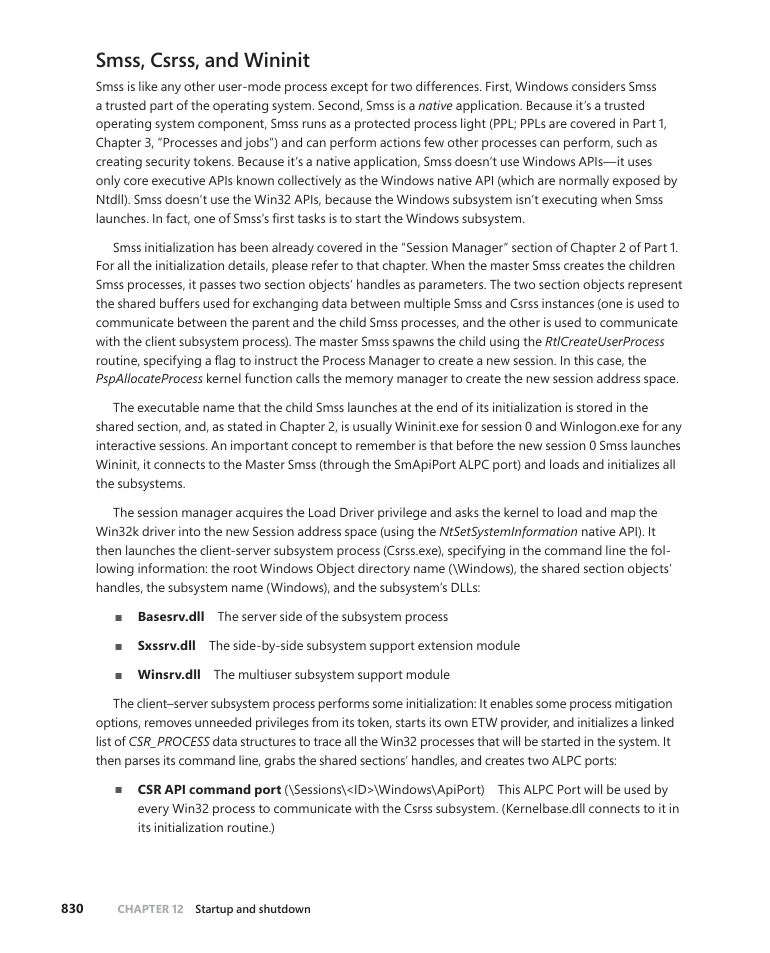 Smss, Csrss, and Wininit
Smss is like any other user-mode process except for two differences. First, Windows considers Smss
a trusted part of the operating system. Second, Smss is a native application. Because it’s a trusted
operating system component, Smss runs as a protected process light (PPL; PPLs are covered in Part 1,
Chapter 3, “Processes and jobs”) and can perform actions few other processes can perform, such as
creating security tokens. Because it’s a native application, Smss doesn’t use Windows APIs—it uses
only core executive APIs known collectively as the Windows native API (which are normally exposed by
Ntdll). Smss doesn’t use the Win32 APIs, because the Windows subsystem isn’t executing when Smss
launches. In fact, one of Smss’s first tasks is to start the Windows subsystem.
Smss initialization has been already covered in the “Session Manager” section of Chapter 2 of Part 1.
For all the initialization details, please refer to that chapter. When the master Smss creates the children
Smss processes, it passes two section objects’ handles as parameters. The two section objects represent
the shared buffers used for exchanging data between multiple Smss and Csrss instances (one is used to
communicate between the parent and the child Smss processes, and the other is used to communicate
with the client subsystem process). The master Smss spawns the child using the RtlCreateUserProcess
routine, specifying a flag to instruct the Process Manager to create a new session. In this case, the
PspAllocateProcess kernel function calls the memory manager to create the new session address space.
The executable name that the child Smss launches at the end of its initialization is stored in the
shared section, and, as stated in Chapter 2, is usually Wininit.exe for session 0 and Winlogon.exe for any
interactive sessions. An important concept to remember is that before the new session 0 Smss launches
Wininit, it connects to the Master Smss (through the SmApiPort ALPC port) and loads and initializes all
the subsystems.
The session manager acquires the Load Driver privilege and asks the kernel to load and map the
Win32k driver into the new Session address space (using the NtSetSystemInformation native API). It
then launches the client-server subsystem process (Csrss.exe), specifying in the command line the fol-
lowing information: the root Windows Object directory name (\Windows), the shared section objects’
handles, the subsystem name (Windows), and the subsystem’s DLLs:
■ Basesrv.dll The server side of the subsystem process
■ Sxssrv.dll The side-by-side subsystem support extension module
■ Winsrv.dll The multiuser subsystem support module
The client–server subsystem process performs some initialization: It enables some process mitigation
options, removes unneeded privileges from its token, starts its own ETW provider, and initializes a linked
list of CSR_PROCESS data structures to trace all the Win32 processes that will be started in the system. It
then parses its command line, grabs the shared sections’ handles, and creates two ALPC ports:
■ CSR API command port (\Sessions\<ID>\Windows\ApiPort) This ALPC Port will be used by
every Win32 process to communicate with the Csrss subsystem. (Kernelbase.dll connects to it in
its initialization routine.)
830 CHAPTER 12 Startup and shutdown